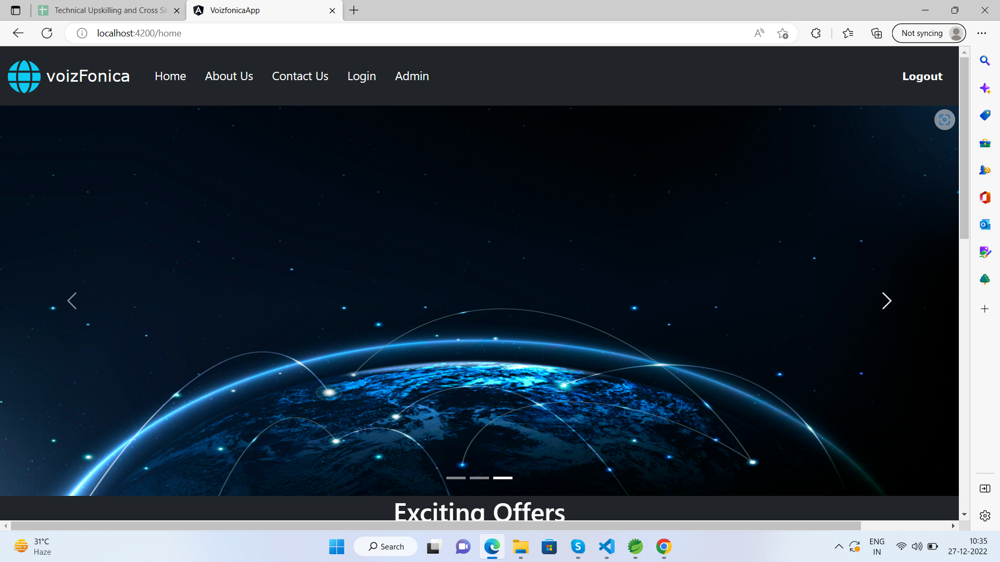 Technical Upskilling and Cross Sk
VoizfonicaApp
localhost:4200/home
Not syncing
voizFonica
Home
About Us
Contact Us
Login
Admin
Logout
Exciting Offers
31°C
Haze
Search
ENG
IN
10:35
27-12-2022